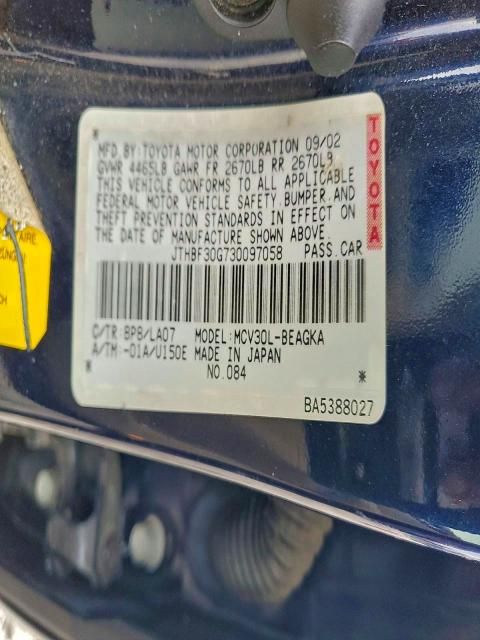 MFD.BY:TOYOTA MOTOR CORPORATION 09/02
GVWR 4465LB GAWR FR 2670LB RR 2670LB
THIS VEHICLE CONFORMS TO ALL APPLICABLE
FEDERAL MOTOR VEHICLE SAFETY,BUMPER,AND
THEFT PREVENTION STANDARDS IN EFFECT ON
THE DATE OF MANUFACTURE SHOWN ABOVE.
JTHBF30G730097058 PASS.CAR
TOYOTA
C/TR:8P8/LA07 MODEL:MCV30L-BEAGKA
A/TM:-01A/U150E MADE IN JAPAN
NO.084
*
BA5388027